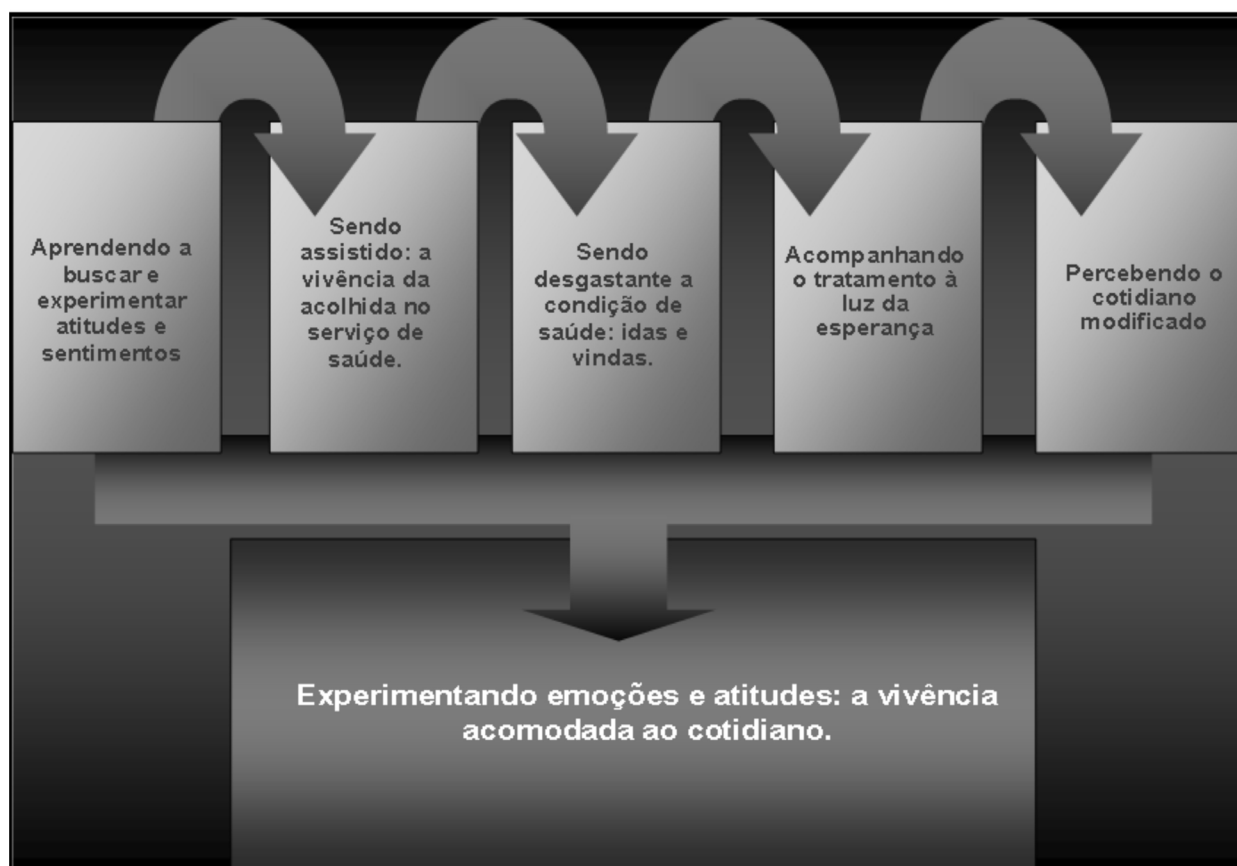 Aprendendo a
buscar e
experimentar
atitudes e
sentimentos
Sendo
assistido: a
vivência da
acolhida no
serviço de
saúde.
Sendo
desgastante a
condição de
saúde: idas e
vindas.
Acompanhando
o tratamento à
luz da
esperança
Percebendo o
cotidiano
modificado
Experimentando emoções e atitudes: a vivência
acomodada ao cotidiano.